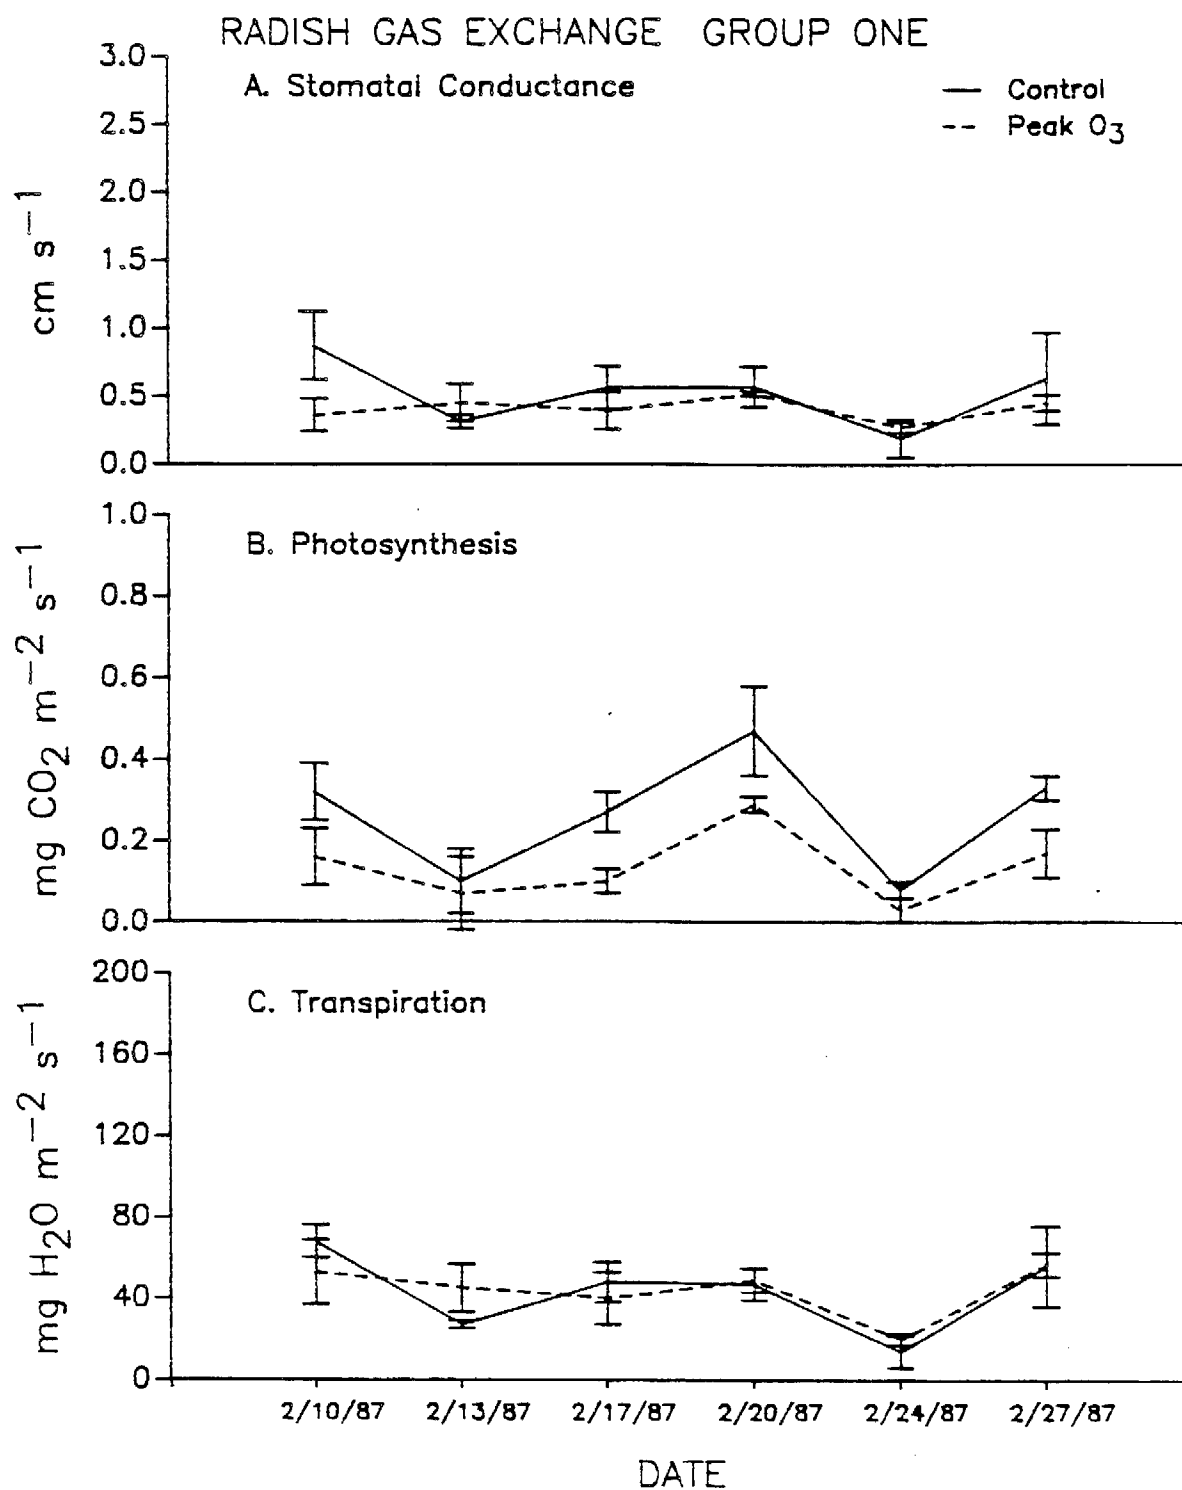 RADISH GAS EXCHANGE GROUP ONE
A. Stomatal Conductance
Control
Peak O3
3.0
2.5
2.0
1.5
1.0
0.5
0.0
cm s−1
B. Photosynthesis
1.0
0.8
0.6
0.4
0.2
0.0
mg CO2 m−2 s−1
C. Transpiration
200
160
120
80
40
0
mg H2O m−2 s−1
2/10/87 2/13/87 2/17/87 2/20/87 2/24/87 2/27/87
DATE